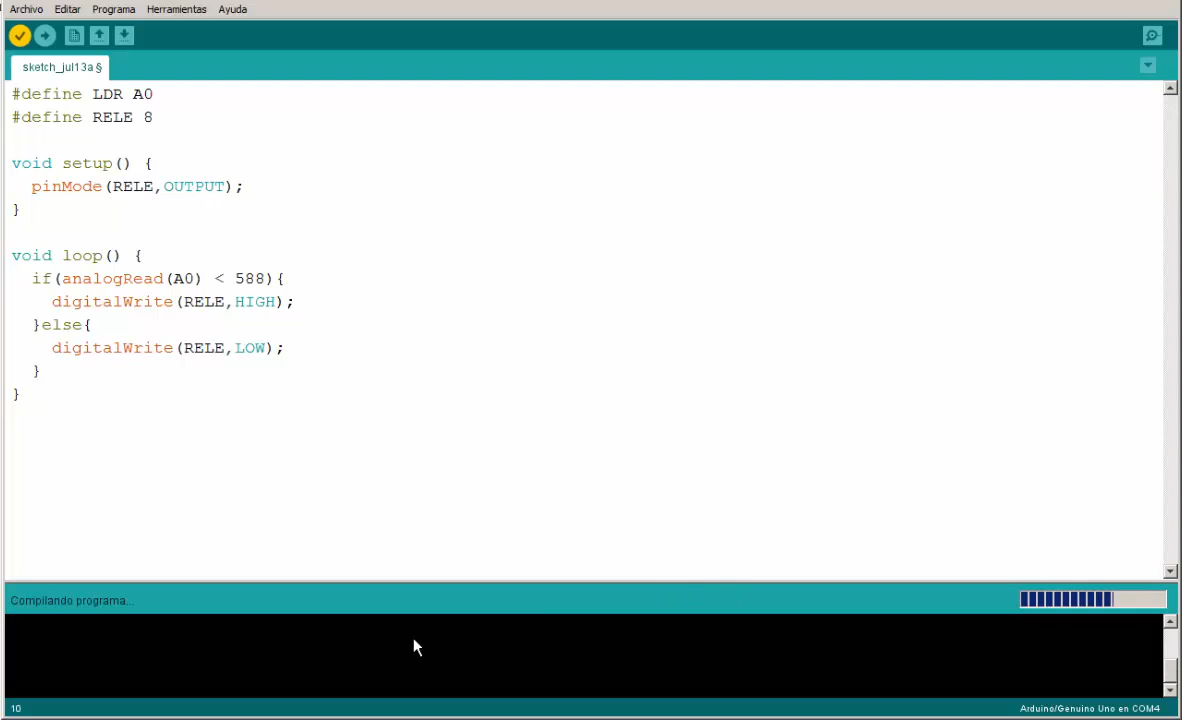 Archivo Editar Programa Herramientas Ayuda
sketch_jul13a §
#define LDR A0
#define RELE 8
void setup() {
  pinMode(RELE,OUTPUT);
}
void loop() {
  if(analogRead(A0) < 588){
    digitalWrite(RELE,HIGH);
  }else{
    digitalWrite(RELE,LOW);
  }
}
Compilando programa...
10 Arduino/Genuino Uno en COM4